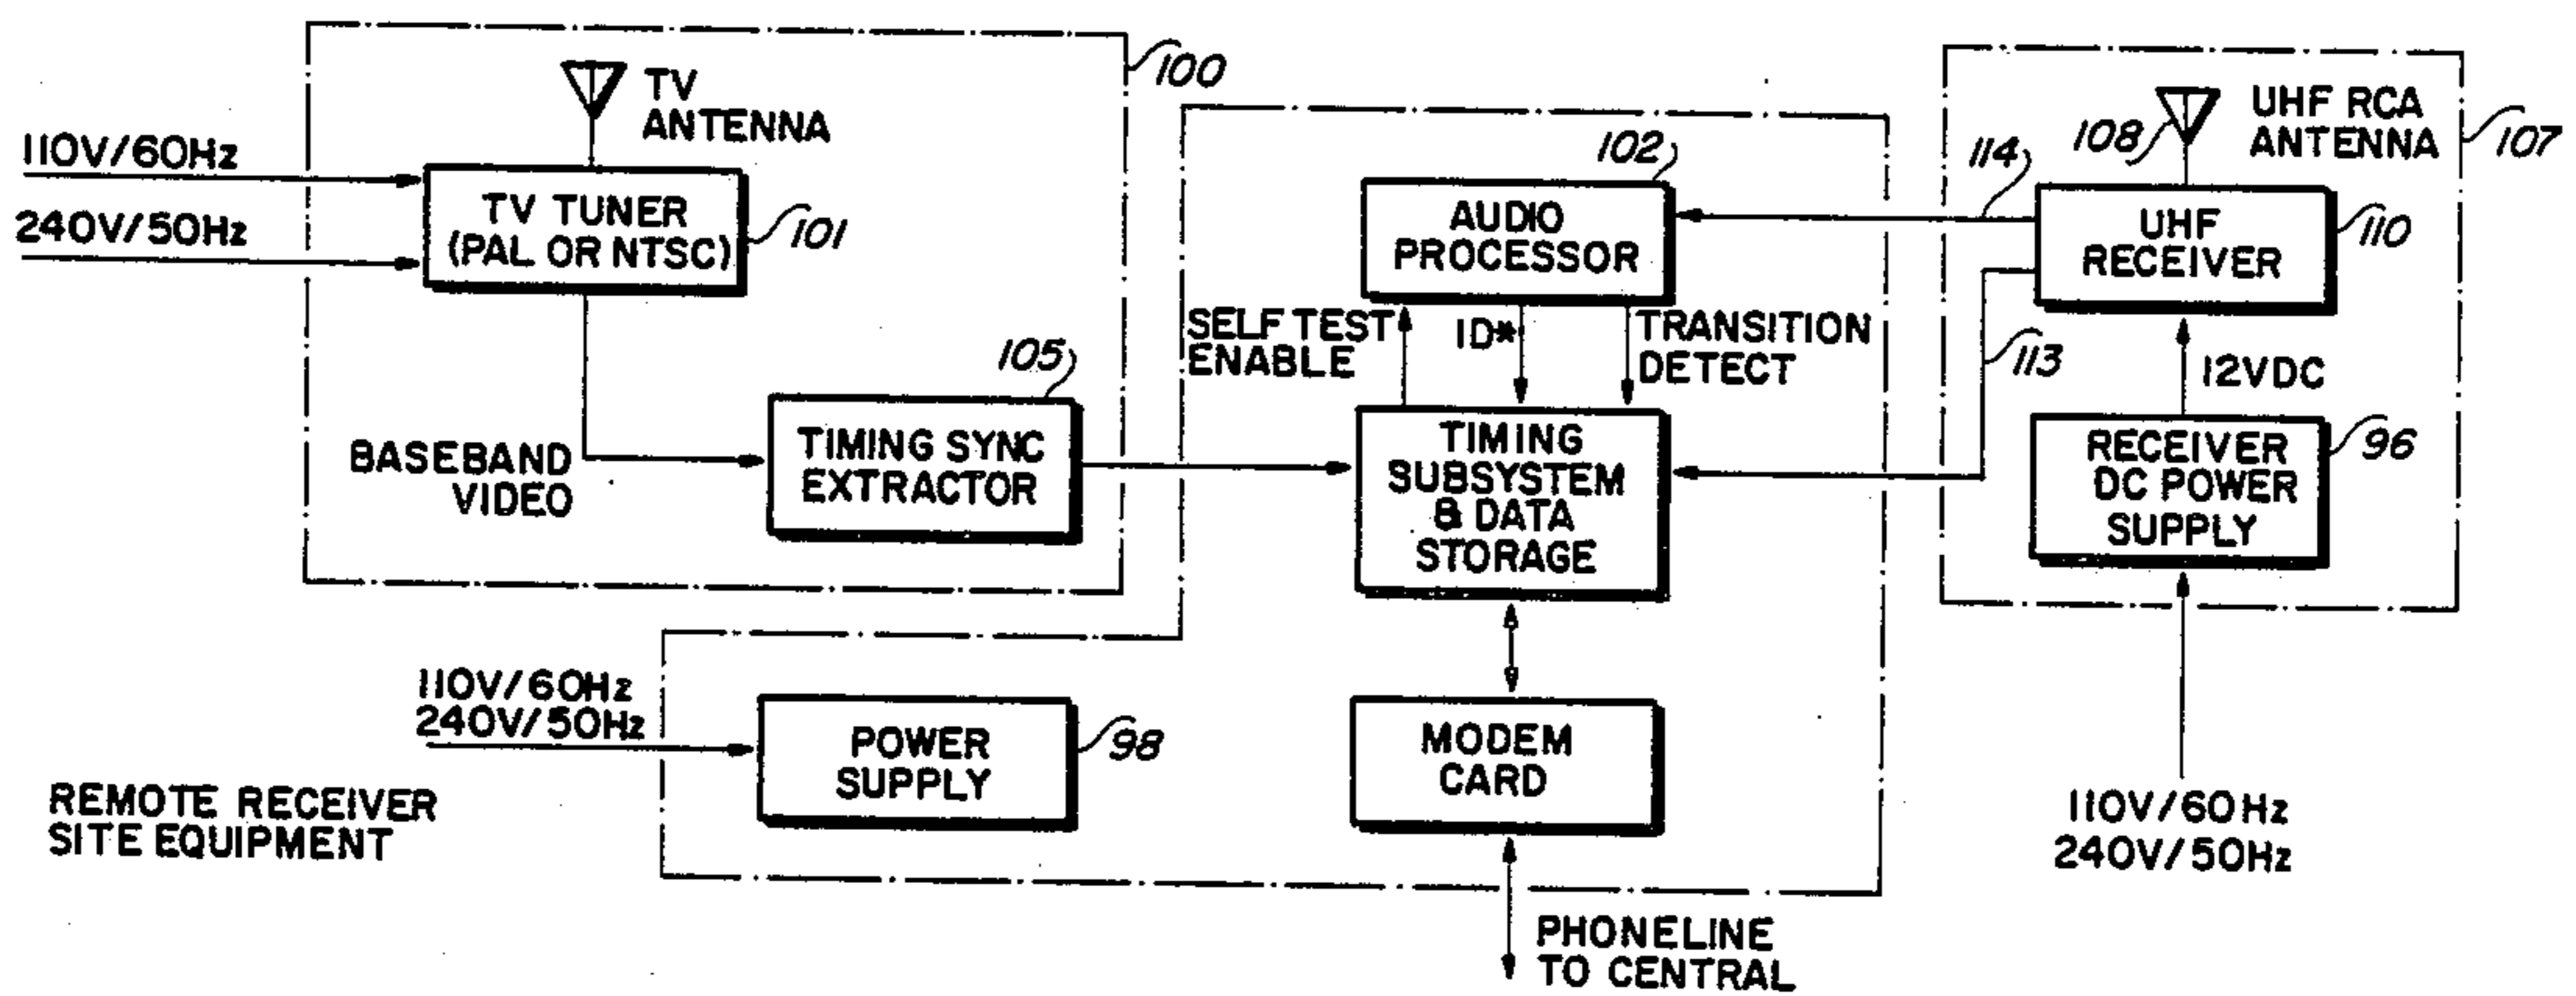 100
TV
ANTENNA
110V/60Hz
240V/50Hz
TV TUNER
(PAL OR NTSC)
101
BASEBAND
VIDEO
105
TIMING SYNC
EXTRACTOR
102
AUDIO
PROCESSOR
SELF TEST
ENABLE
ID*
TRANSITION
DETECT
TIMING
SUBSYSTEM
& DATA
STORAGE
MODEM
CARD
PHONELINE
TO CENTRAL
110V/60Hz
240V/50Hz
POWER
SUPPLY
98
REMOTE RECEIVER
SITE EQUIPMENT
114
113
108
UHF RCA
ANTENNA
107
UHF
RECEIVER
110
12VDC
RECEIVER
DC POWER
SUPPLY
96
110V/60Hz
240V/50Hz